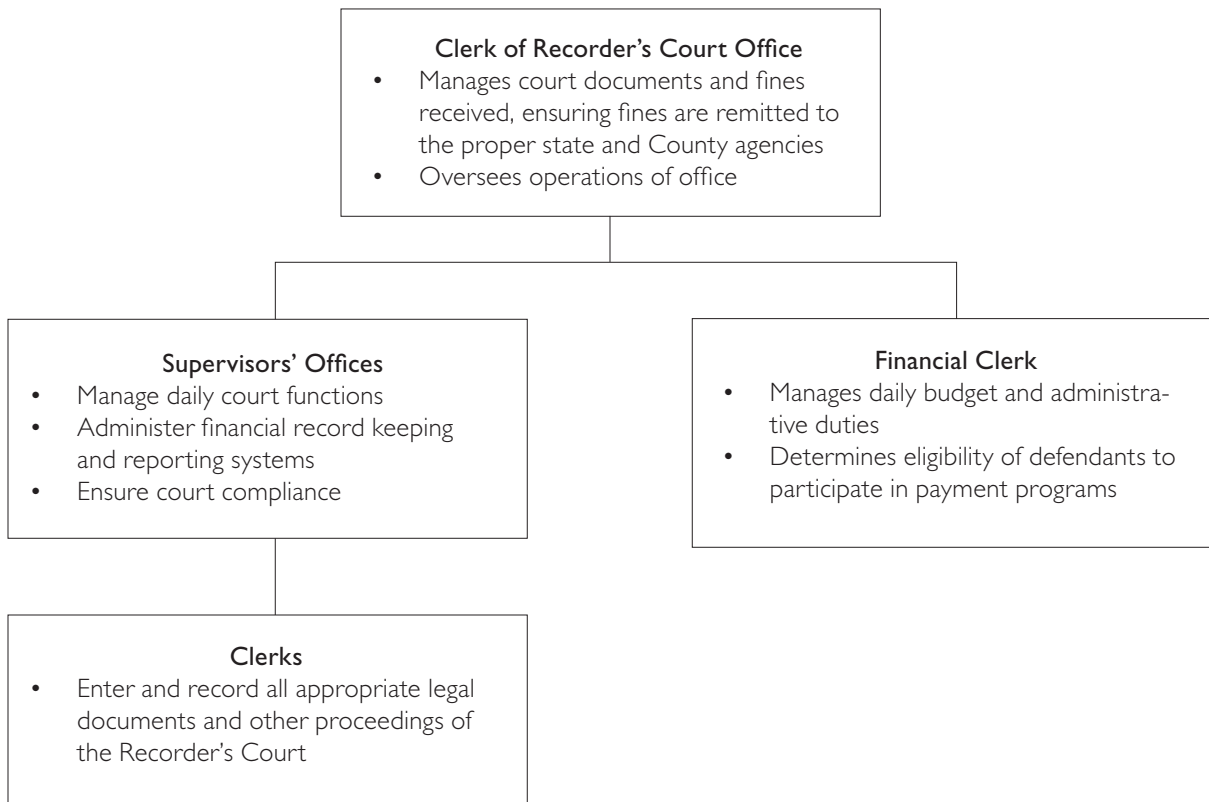 Clerk of Recorder’s Court Office
• Manages court documents and fines
received, ensuring fines are remitted to
the proper state and County agencies
• Oversees operations of office
Supervisors’ Offices
• Manage daily court functions
• Administer financial record keeping
and reporting systems
• Ensure court compliance
Financial Clerk
• Manages daily budget and administra-
tive duties
• Determines eligibility of defendants to
participate in payment programs
Clerks
• Enter and record all appropriate legal
documents and other proceedings of
the Recorder’s Court